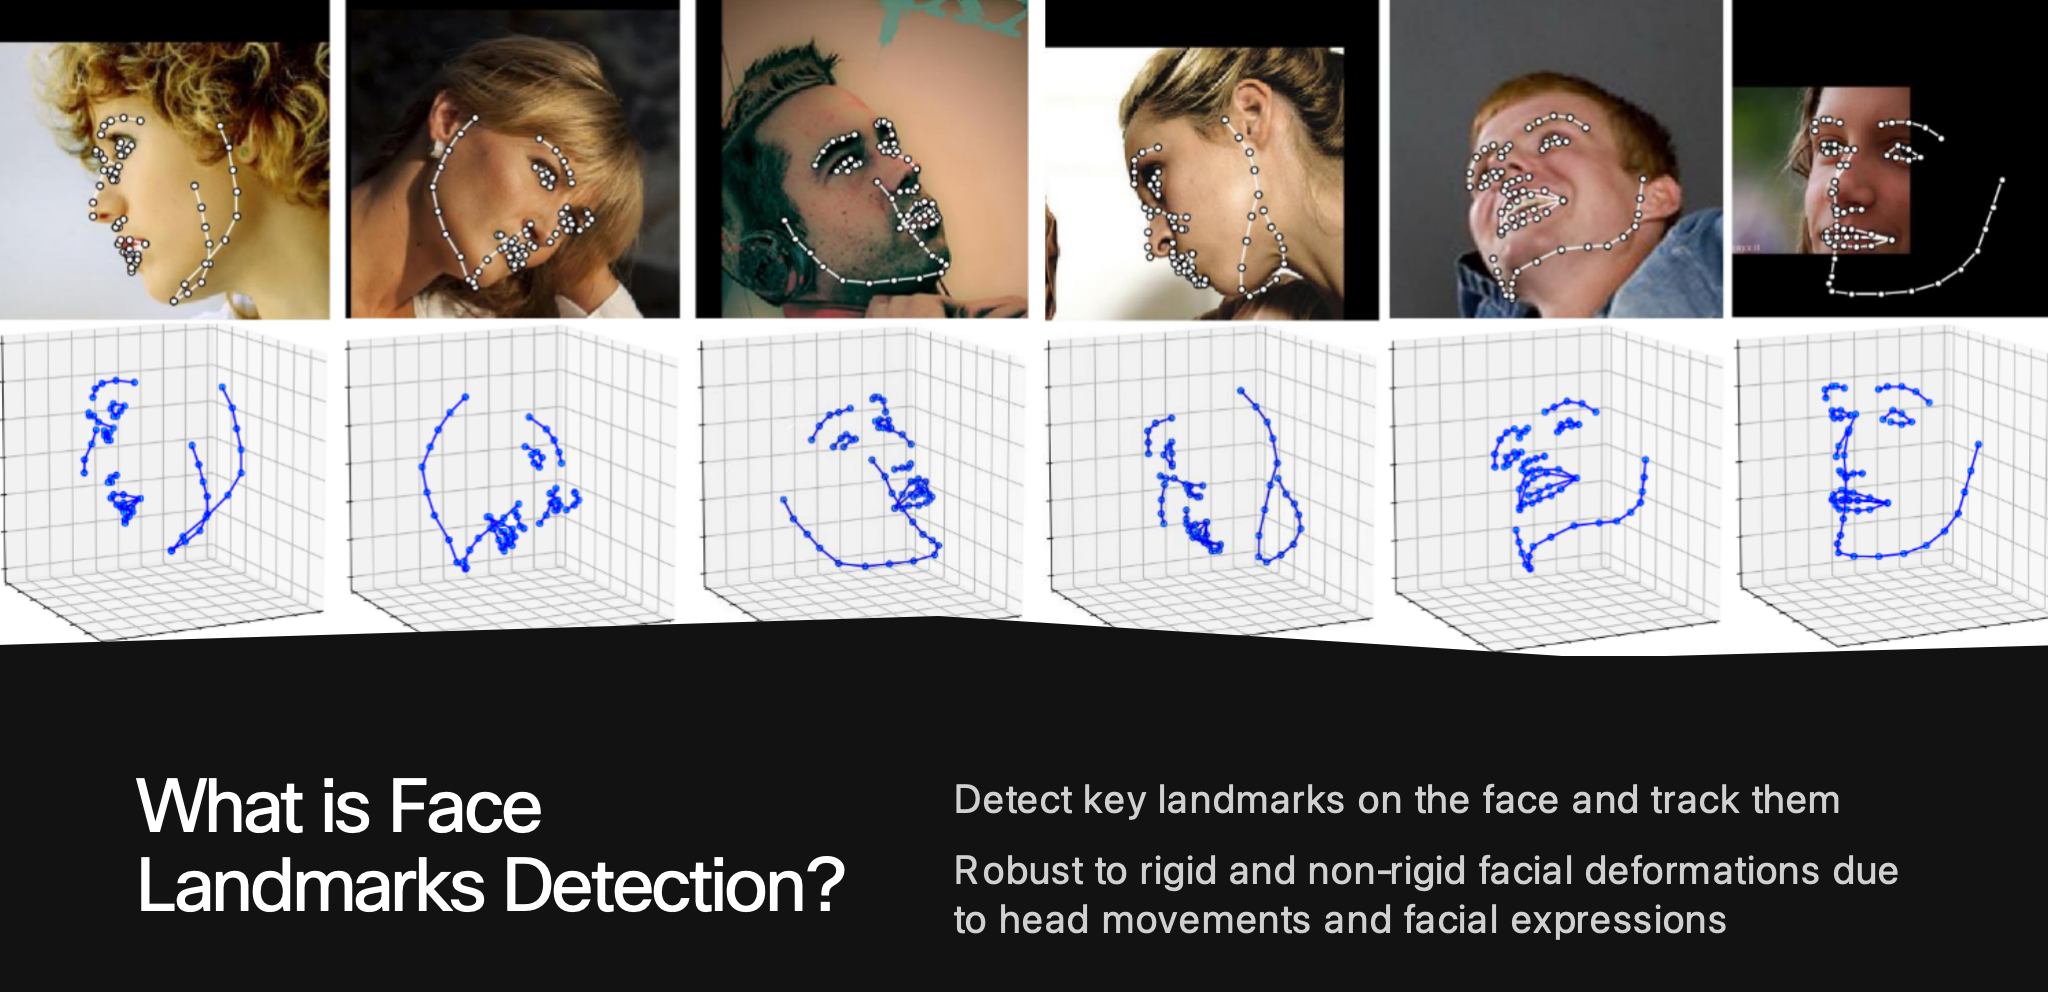 What is Face
Landmarks Detection?
Detect key landmarks on the face and track them
Robust to rigid and non-rigid facial deformations due
to head movements and facial expressions